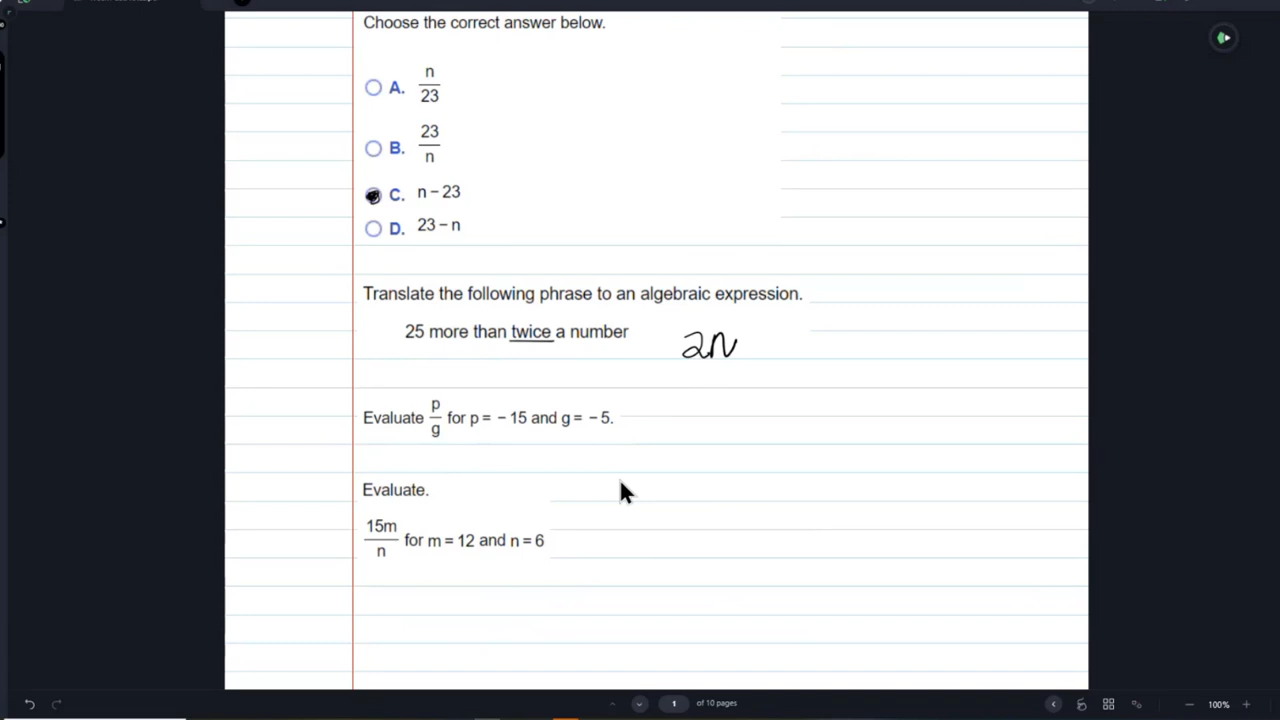 Choose the correct answer below.
A. n/23
B. 23/n
C. n − 23
D. 23 − n
Translate the following phrase to an algebraic expression.
25 more than twice a number 2n
Evaluate p/g for p = − 15 and g = − 5.
Evaluate.
15m/n for m = 12 and n = 6
1 of 10 pages
100%